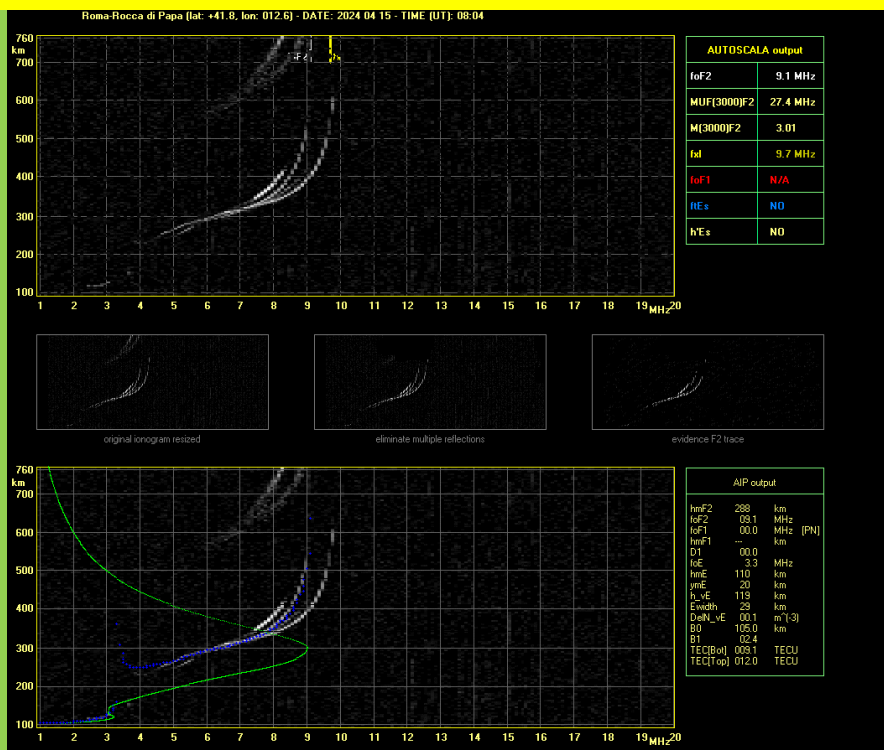 Roma-Rocca di Papa (lat: +41.8, lon: 012.6) - DATE: 2024 04 15 - TIME (UT): 08:04
760
km
700
600
500
400
300
200
100
1 2 3 4 5 6 7 8 9 10 11 12 13 14 15 16 17 18 19 MHz 20
AUTOSCALA output
foF2 9.1 MHz
MUF(3000)F2 27.4 MHz
M(3000)F2 3.01
fxI 9.7 MHz
foF1 N/A
fEs NO
h'Es NO
original ionogram resized
eliminate multiple reflections
evidence F2 trace
760
km
700
600
500
400
300
200
100
1 2 3 4 5 6 7 8 9 10 11 12 13 14 15 16 17 18 19 MHz 20
AIP output
hmF2 288 km
foF2 09.1 MHz
foF1 00.0 MHz [PN]
hmF1 --- km
D1 00.0
foE 3.3 MHz
hmE 110 km
ymE 20 km
h_vE 119 km
Ewidth 29 km
DelN_vE 00.1 m^(-3)
B0 105.0 km
B1 02.4
TEC[Bot] 009.1 TECU
TEC[Top] 012.0 TECU